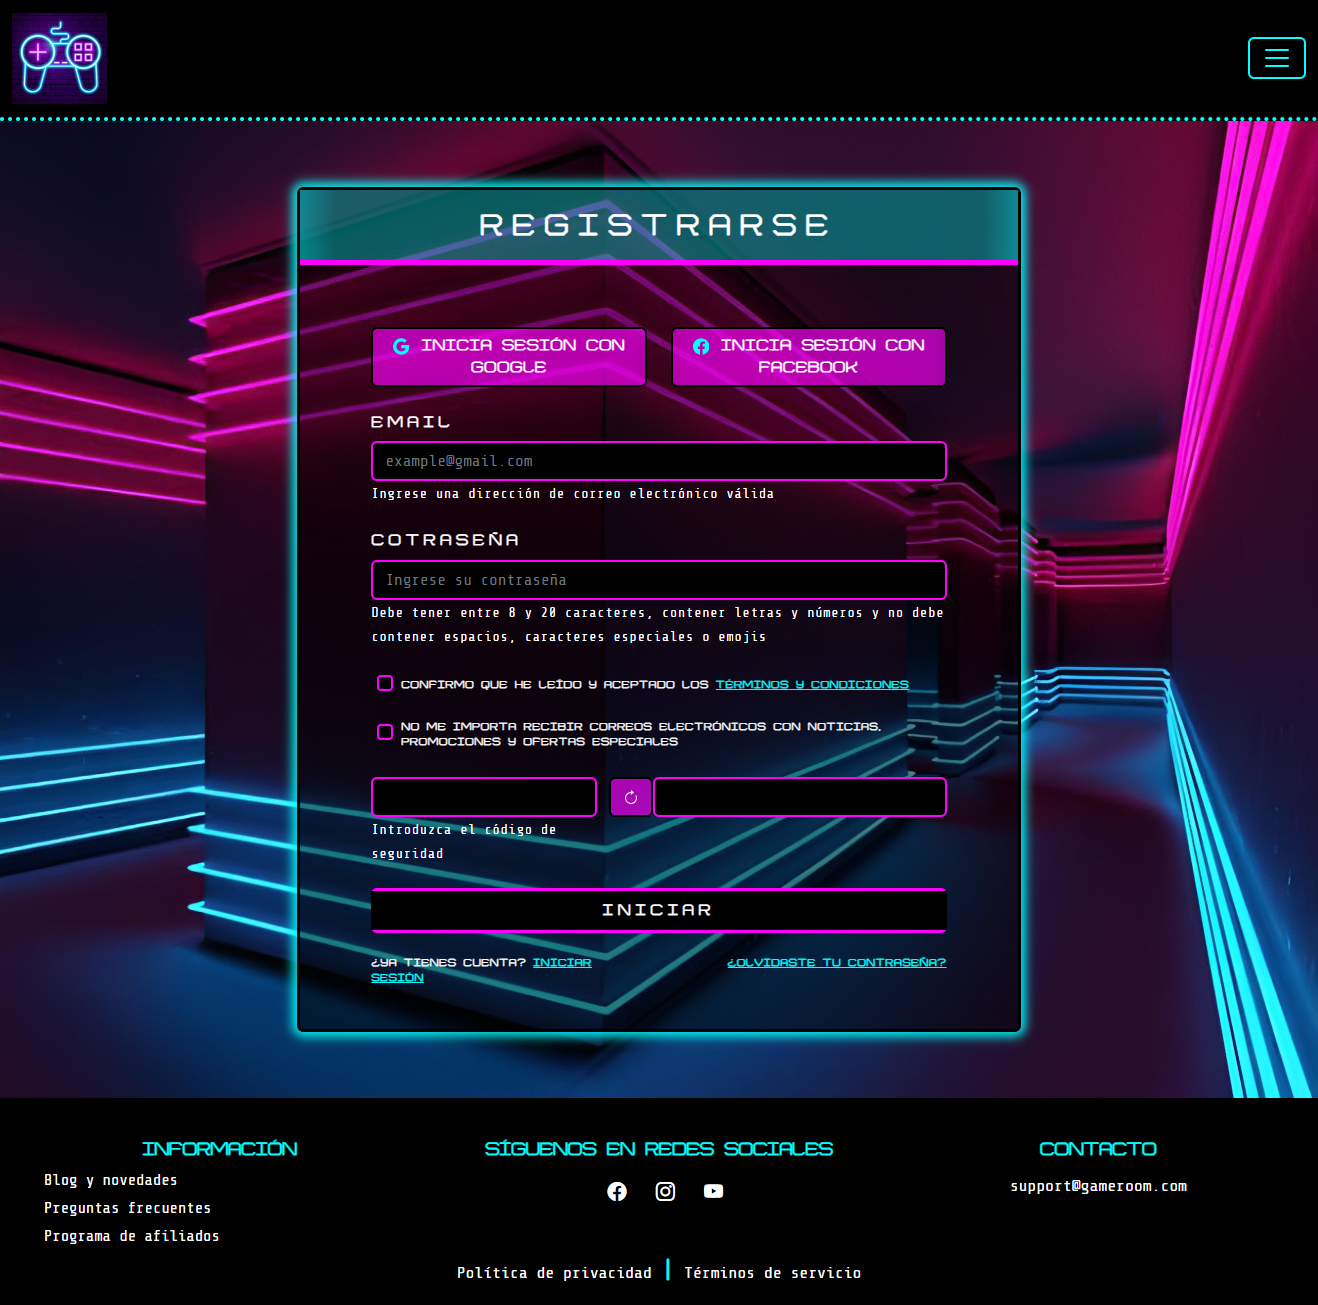 REGISTRARSE
INICIA SESIÓN CON
GOOGLE
INICIA SESIÓN CON
FACEBOOK
EMAIL
example@gmail.com
Ingrese una dirección de correo electrónico válida
COTRASEÑA
Ingrese su contraseña
Debe tener entre 8 y 20 caracteres, contener letras y números y no debe
contener espacios, caracteres especiales o emojis
CONFIRMO QUE HE LEÍDO Y ACEPTADO LOS TÉRMINOS Y CONDICIONES
NO ME IMPORTA RECIBIR CORREOS ELECTRÓNICOS CON NOTICIAS,
PROMOCIONES Y OFERTAS ESPECIALES
Introduzca el código de
seguridad
INICIAR
¿YA TIENES CUENTA? INICIAR
SESIÓN
¿OLVIDASTE TU CONTRASEÑA?
INFORMACIÓN
Blog y novedades
Preguntas frecuentes
Programa de afiliados
SÍGUENOS EN REDES SOCIALES
CONTACTO
support@gameroom.com
Política de privacidad | Términos de servicio